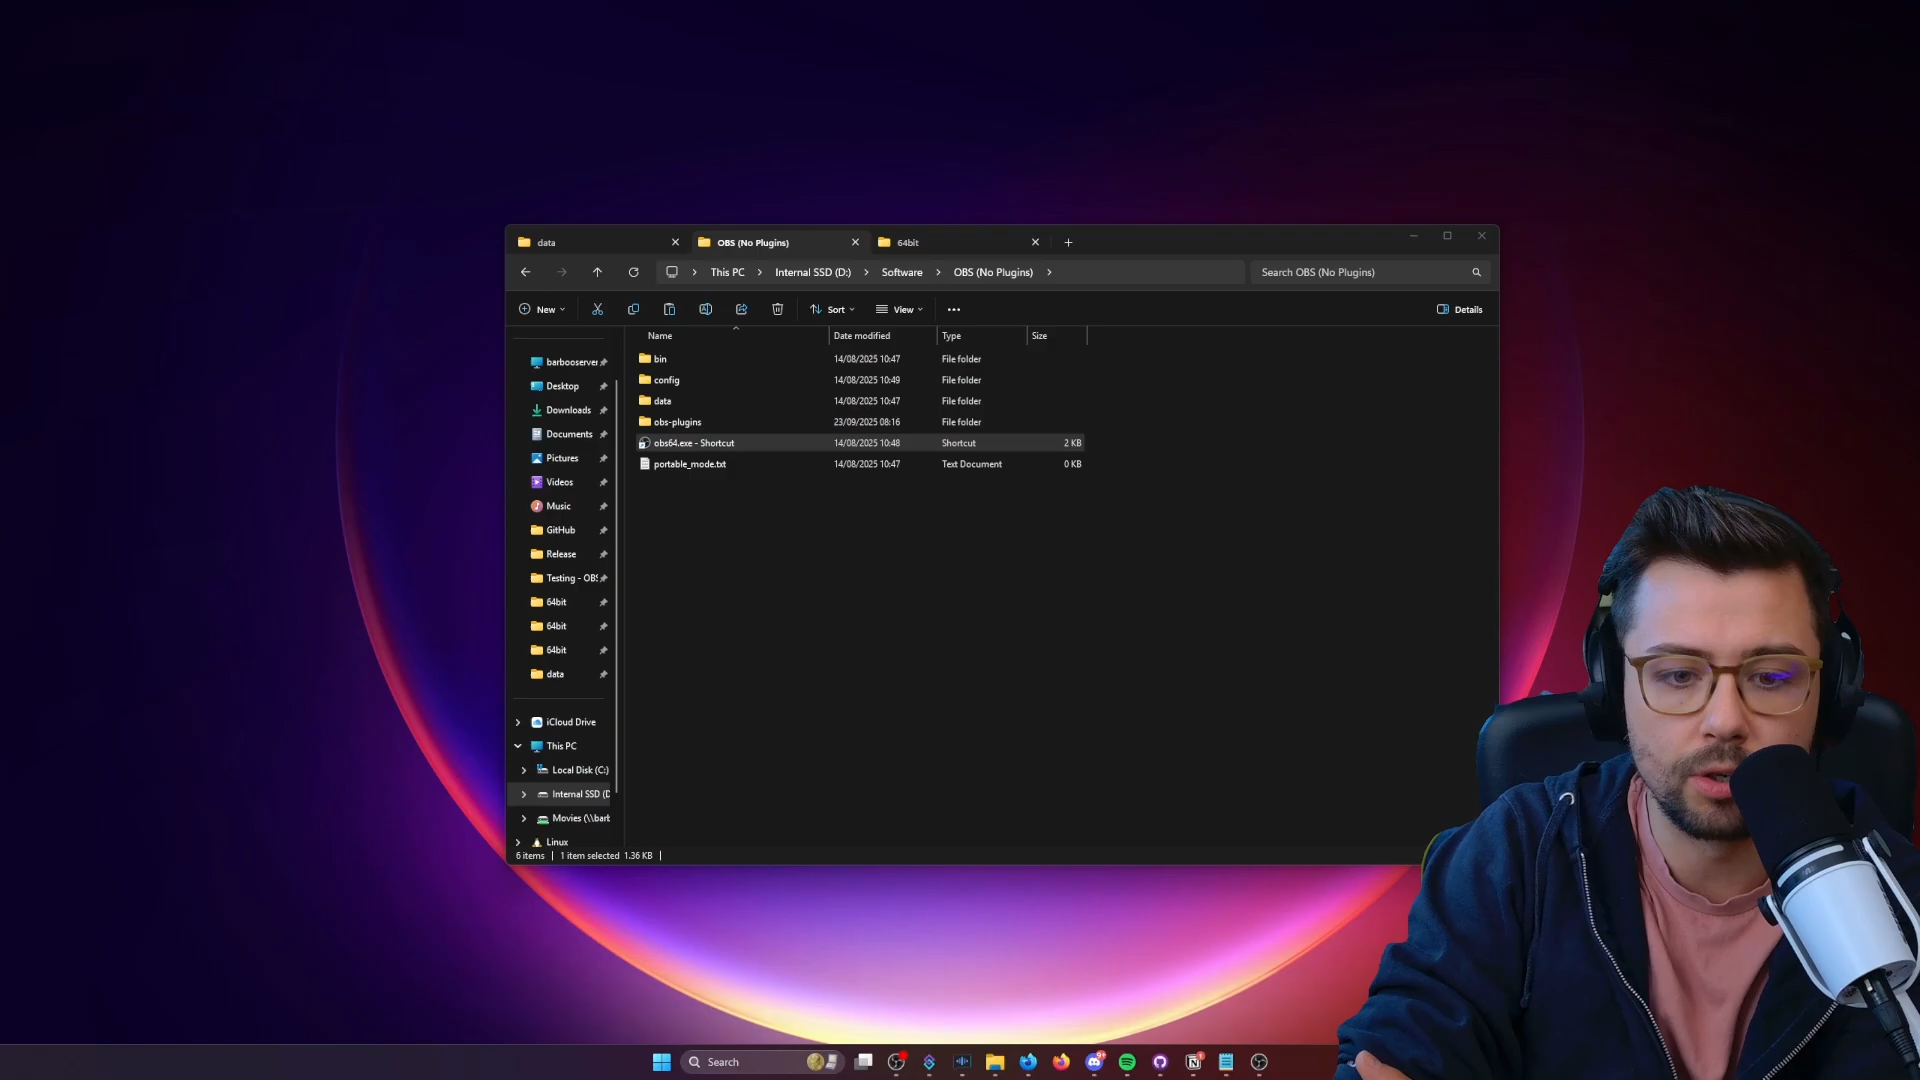 data
OBS (No Plugins)
64bit
This PC
Internal SSD (D:)
Software
OBS (No Plugins)
Search OBS (No Plugins)
New
Sort
View
Details
Name
Date modified
Type
Size
bin
14/08/2025 10:47
File folder
config
14/08/2025 10:49
File folder
data
14/08/2025 10:47
File folder
obs-plugins
23/09/2025 08:16
File folder
obs64.exe - Shortcut
14/08/2025 10:48
Shortcut
2 KB
portable_mode.txt
14/08/2025 10:47
Text Document
0 KB
barbooserver
Desktop
Downloads
Documents
Pictures
Videos
Music
GitHub
Release
Testing - OBS
64bit
64bit
64bit
data
iCloud Drive
This PC
Local Disk (C:)
Internal SSD (D
Movies (\\barb
Linux
6 items
1 item selected 1.36 KB
Search
9+